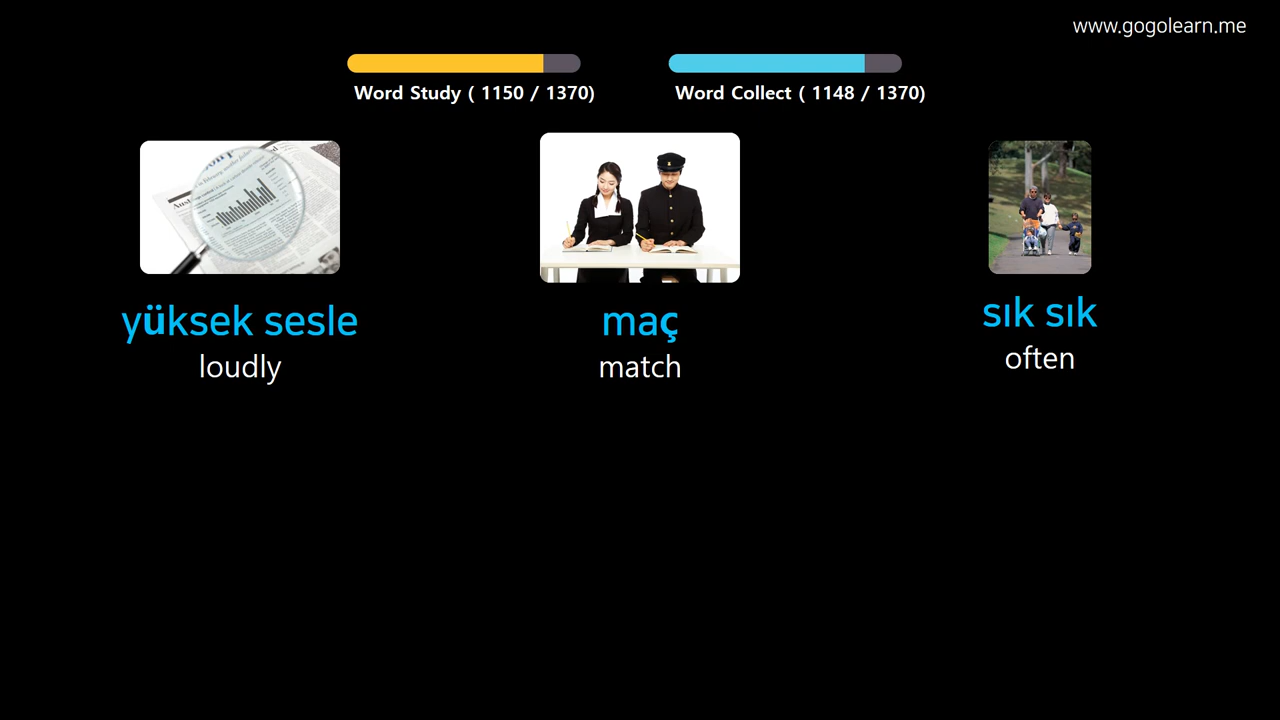 www.gogolearn.me
Word Study ( 1150 / 1370)
Word Collect ( 1148 / 1370)
yüksek sesle
loudly
maç
match
sık sık
often